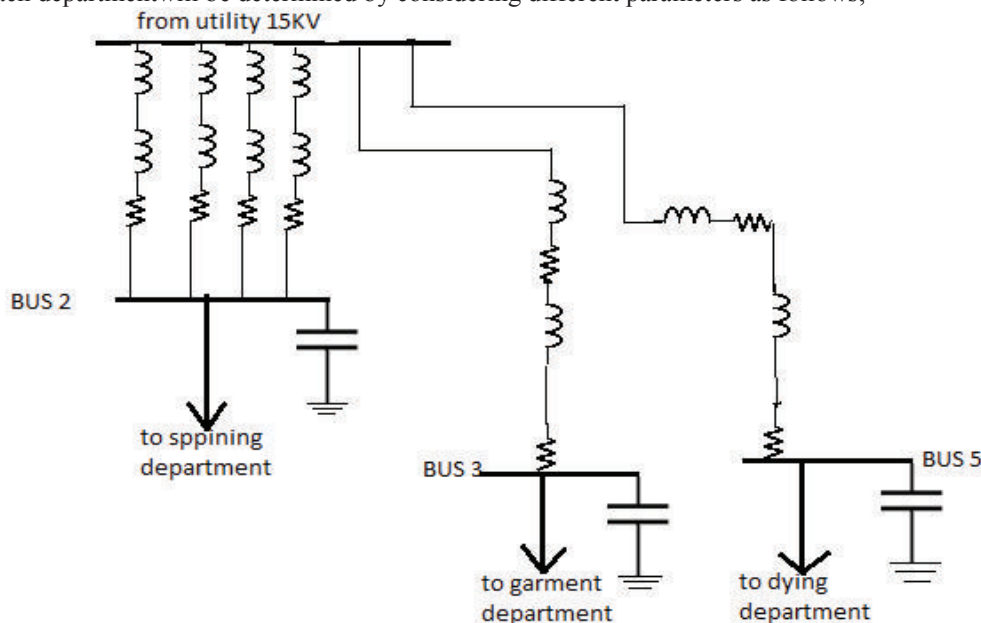 from utility 15KV
BUS 2
to sppining
department
BUS 3
BUS 5
to garment
department
to dying
department